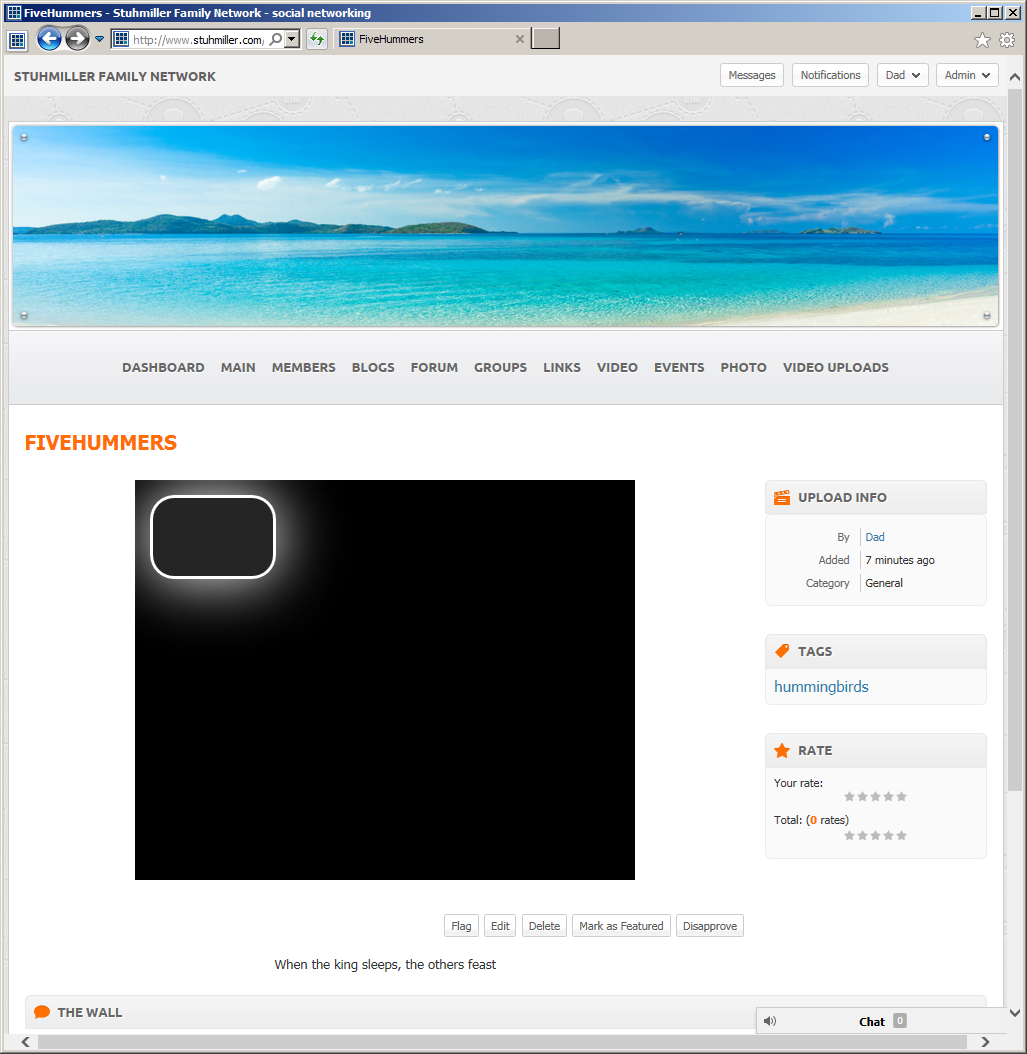 FiveHummers - Stuhmiller Family Network - social networking
http://www.stuhmiller.com/
FiveHummers
STUHMILLER FAMILY NETWORK
Messages Notifications Dad Admin
DASHBOARD MAIN MEMBERS BLOGS FORUM GROUPS LINKS VIDEO EVENTS PHOTO VIDEO UPLOADS
FIVEHUMMERS
UPLOAD INFO
By Dad
Added 7 minutes ago
Category General
TAGS
hummingbirds
RATE
Your rate:
Total: (0 rates)
Flag Edit Delete Mark as Featured Disapprove
When the king sleeps, the others feast
THE WALL
Chat 0